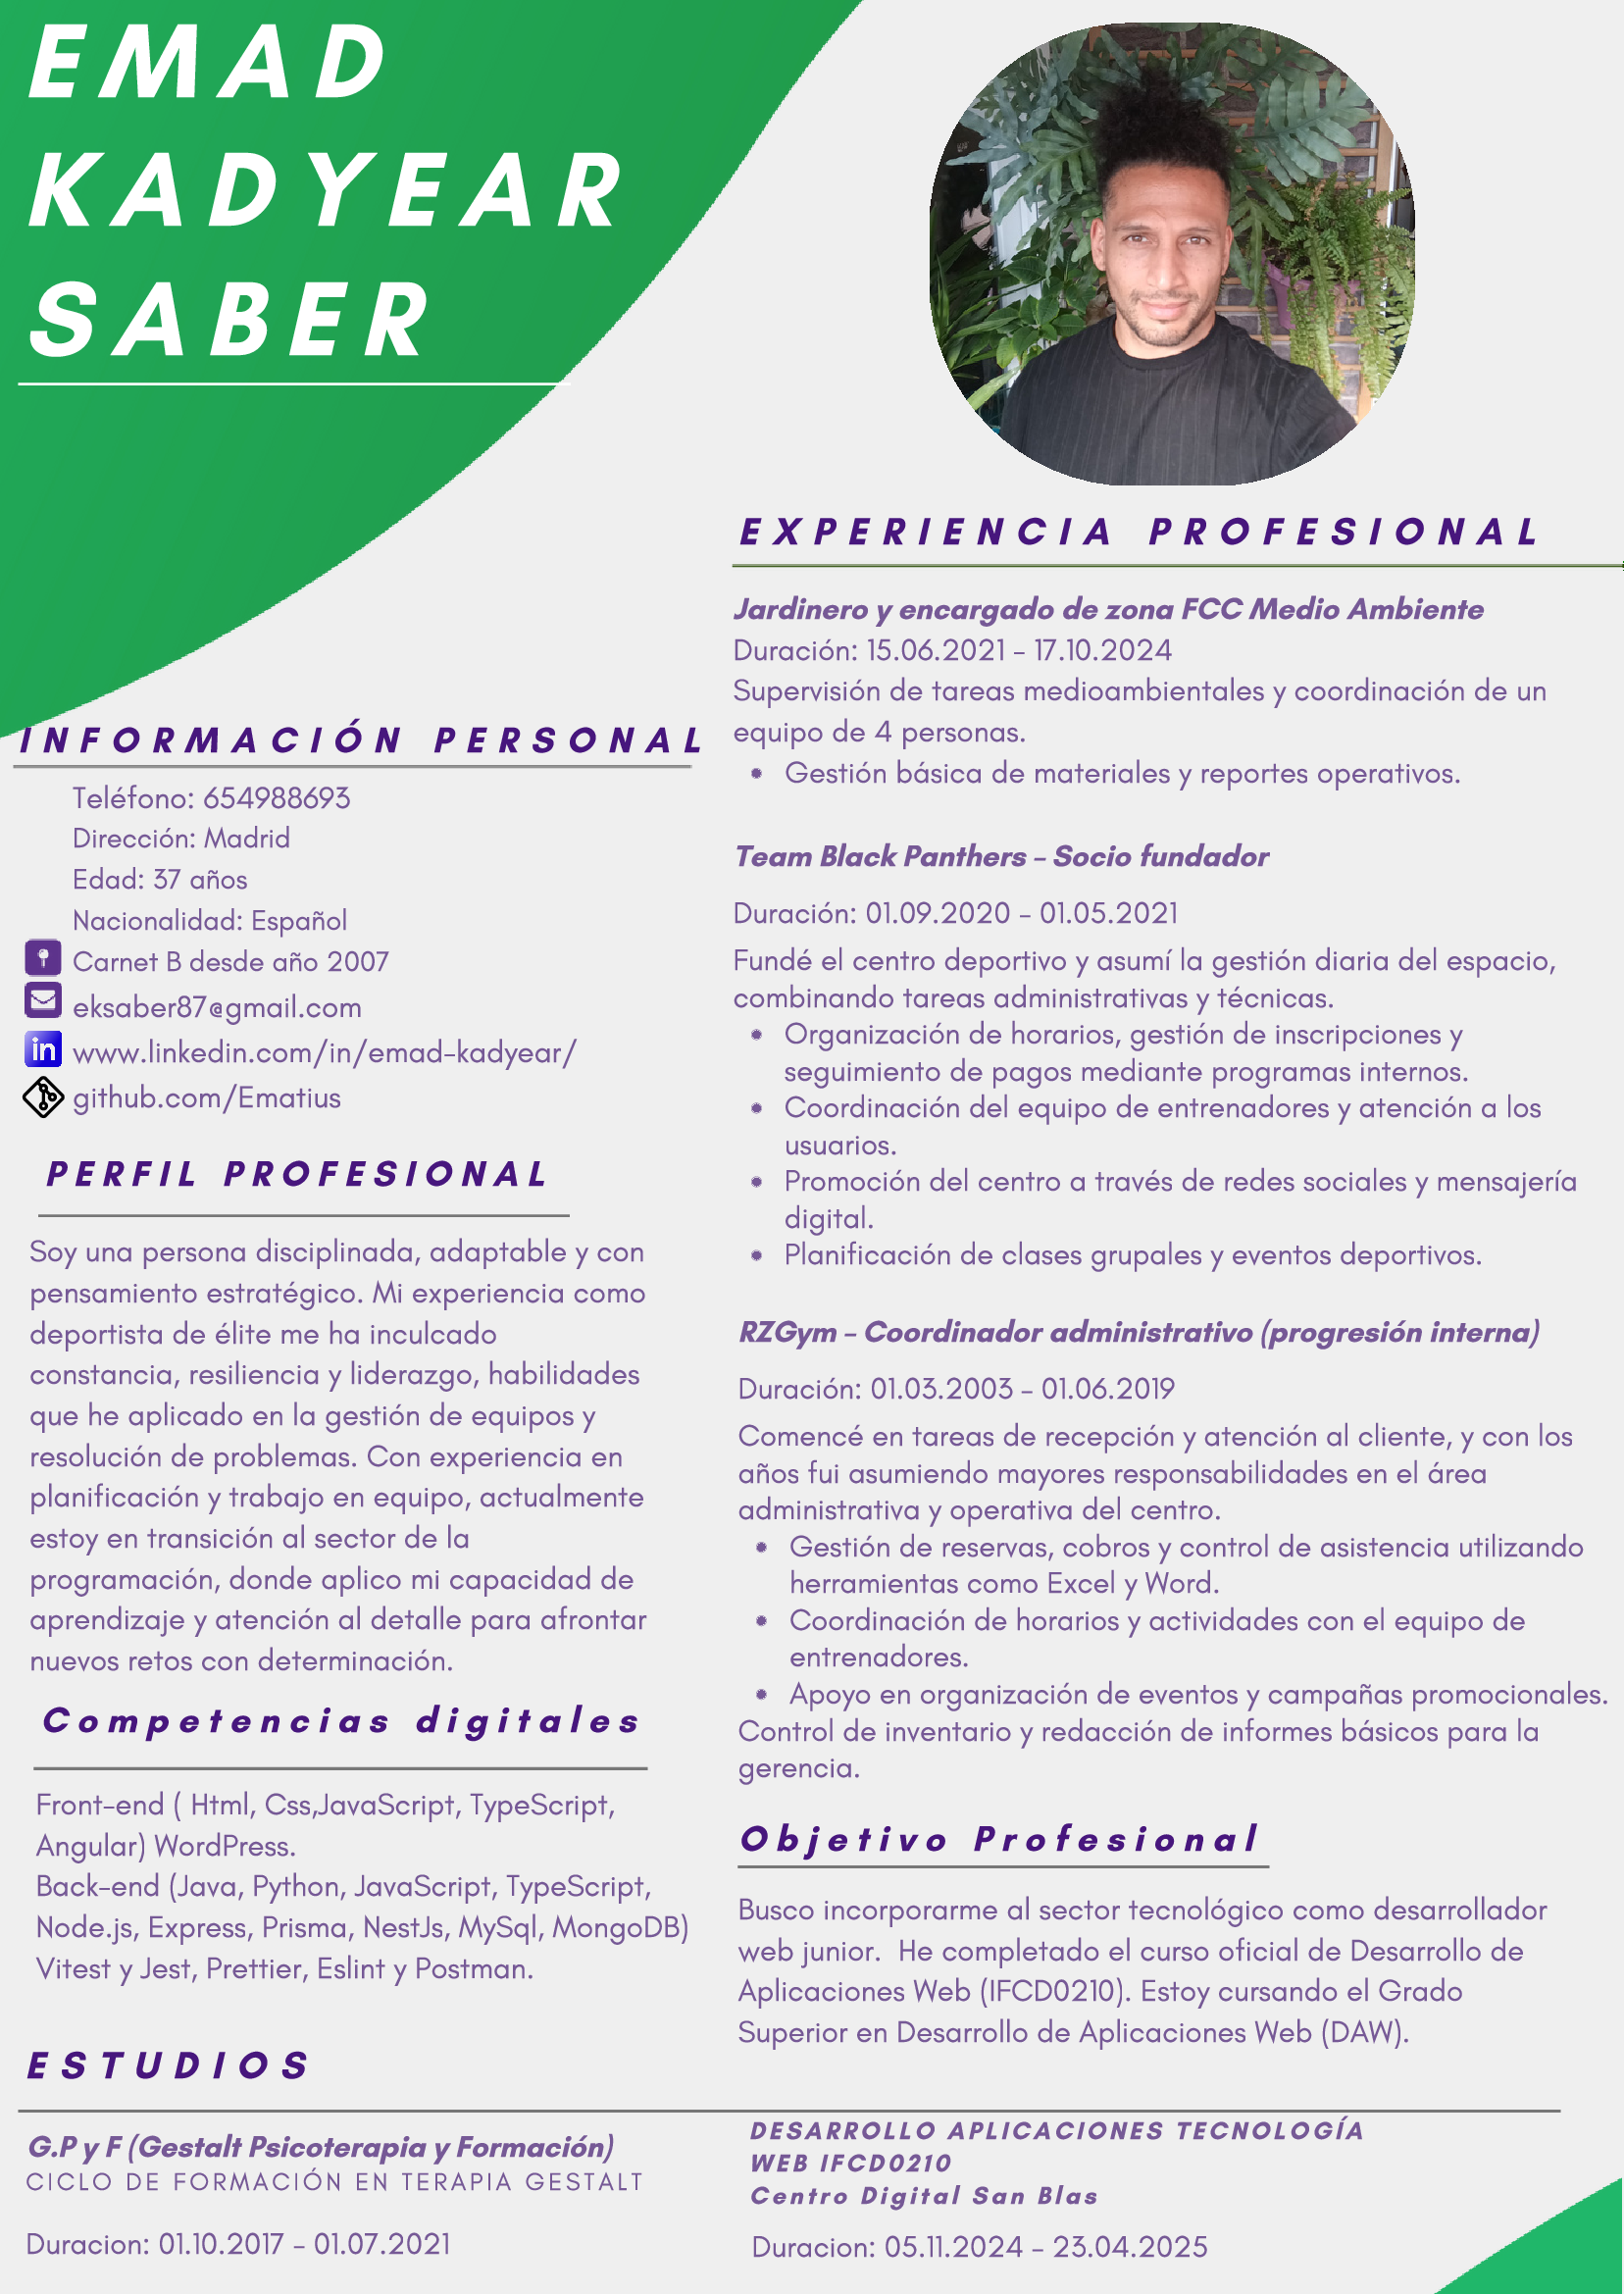 EMAD
KADYEAR
SABER
INFORMACIÓN PERSONAL
Teléfono: 654988693
Dirección: Madrid
Edad: 37 años
Nacionalidad: Español
Carnet B desde año 2007
eksaber87@gmail.com
in www.linkedin.com/in/emad-kadyear/
github.com/Ematius
PERFIL PROFESIONAL
Soy una persona disciplinada, adaptable y con
pensamiento estratégico. Mi experiencia como
deportista de élite me ha inculcado
constancia, resiliencia y liderazgo, habilidades
que he aplicado en la gestión de equipos y
resolución de problemas. Con experiencia en
planificación y trabajo en equipo, actualmente
estoy en transición al sector de la
programación, donde aplico mi capacidad de
aprendizaje y atención al detalle para afrontar
nuevos retos con determinación.
Competencias digitales
Front-end ( Html, Css,JavaScript, TypeScript,
Angular) WordPress.
Back-end (Java, Python, JavaScript, TypeScript,
Node.js, Express, Prisma, NestJs, MySql, MongoDB)
Vitest y Jest, Prettier, Eslint y Postman.
EXPERIENCIA PROFESIONAL
Jardinero y encargado de zona FCC Medio Ambiente
Duración: 15.06.2021 - 17.10.2024
Supervisión de tareas medioambientales y coordinación de un
equipo de 4 personas.
• Gestión básica de materiales y reportes operativos.
Team Black Panthers – Socio fundador
Duración: 01.09.2020 - 01.05.2021
Fundé el centro deportivo y asumí la gestión diaria del espacio,
combinando tareas administrativas y técnicas.
• Organización de horarios, gestión de inscripciones y
seguimiento de pagos mediante programas internos.
• Coordinación del equipo de entrenadores y atención a los
usuarios.
• Promoción del centro a través de redes sociales y mensajería
digital.
• Planificación de clases grupales y eventos deportivos.
RZGym – Coordinador administrativo (progresión interna)
Duración: 01.03.2003 - 01.06.2019
Comencé en tareas de recepción y atención al cliente, y con los
años fui asumiendo mayores responsabilidades en el área
administrativa y operativa del centro.
• Gestión de reservas, cobros y control de asistencia utilizando
herramientas como Excel y Word.
• Coordinación de horarios y actividades con el equipo de
entrenadores.
• Apoyo en organización de eventos y campañas promocionales.
Control de inventario y redacción de informes básicos para la
gerencia.
Objetivo Profesional
Busco incorporarme al sector tecnológico como desarrollador
web junior. He completado el curso oficial de Desarrollo de
Aplicaciones Web (IFCD0210). Estoy cursando el Grado
Superior en Desarrollo de Aplicaciones Web (DAW).
ESTUDIOS
G.P y F (Gestalt Psicoterapia y Formación)
CICLO DE FORMACIÓN EN TERAPIA GESTALT
Duracion: 01.10.2017 - 01.07.2021
DESARROLLO APLICACIONES TECNOLOGÍA
WEB IFCD0210
Centro Digital San Blas
Duracion: 05.11.2024 - 23.04.2025